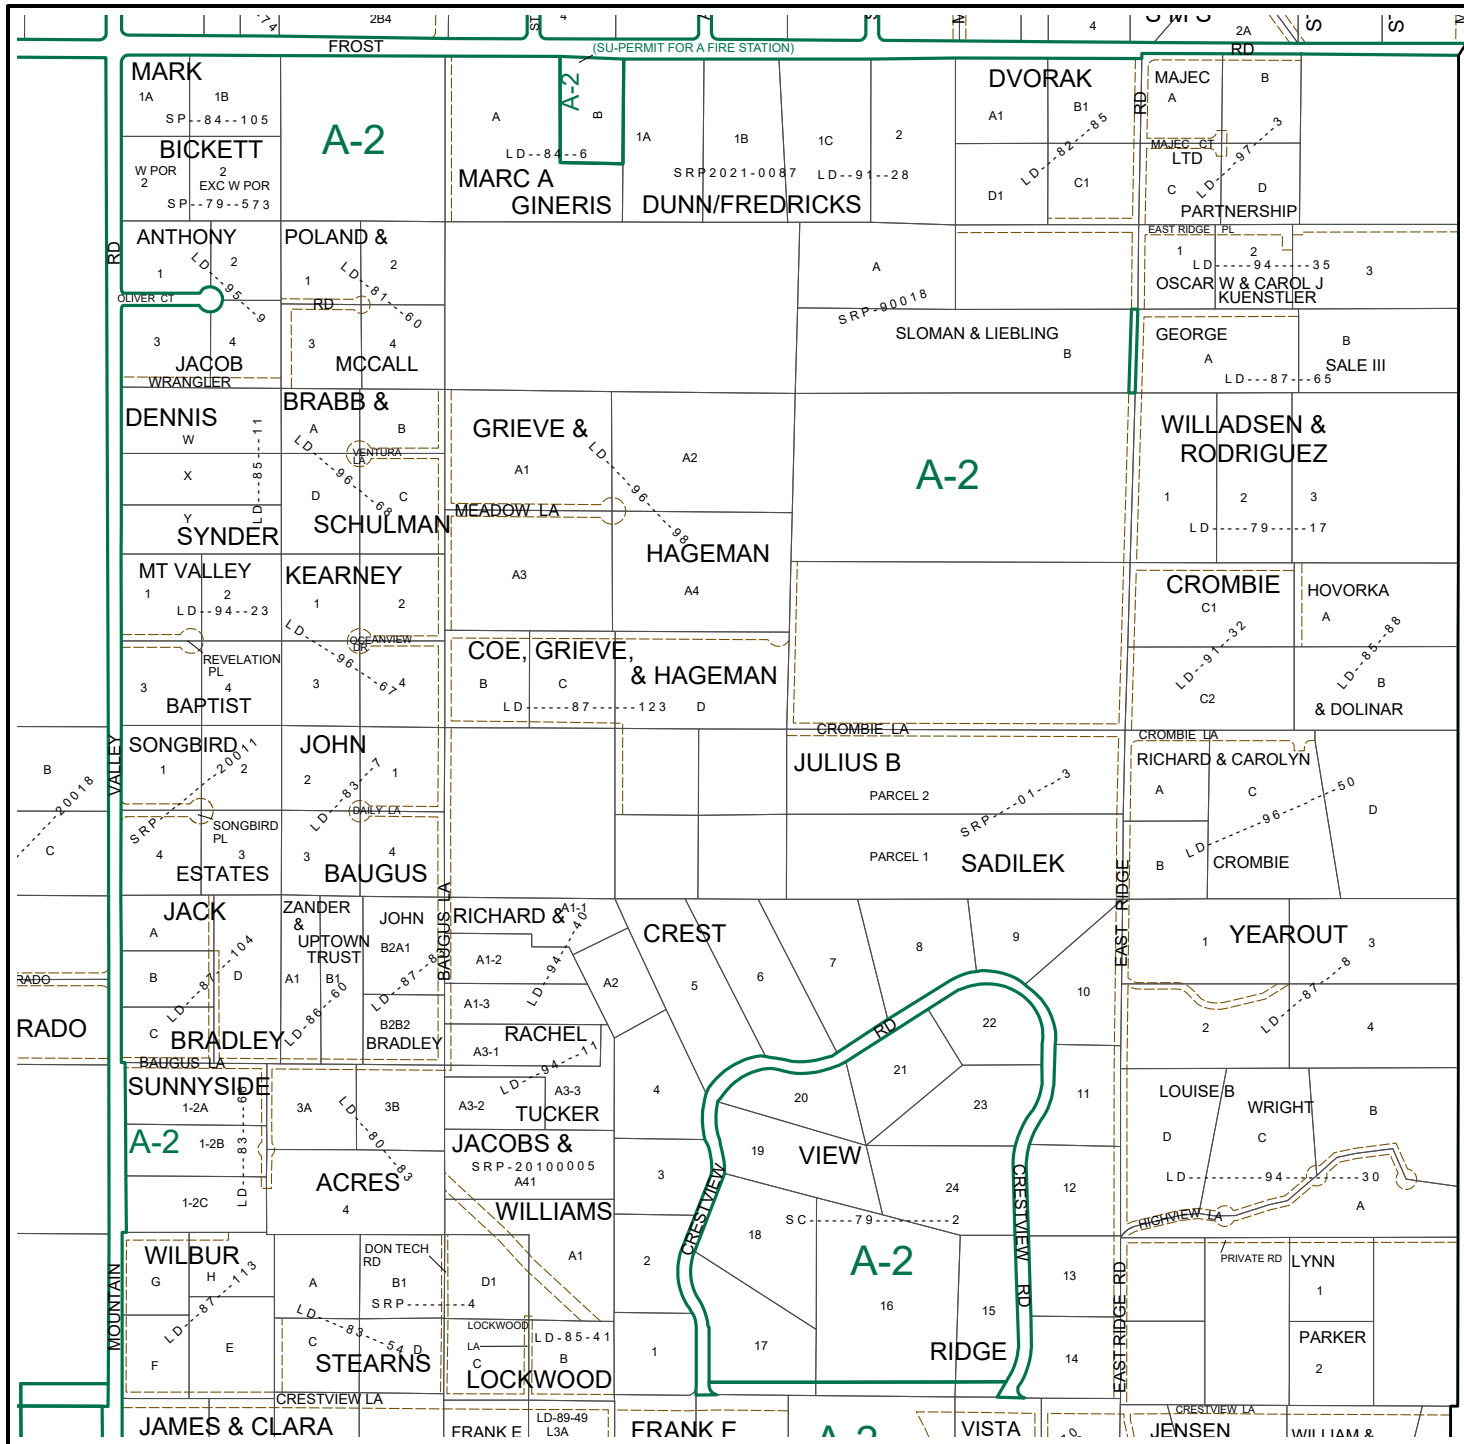 2B4
4
4
2A
FROST
(SU-PERMIT FOR A FIRE STATION)
RD
MARK
1A
1B
SP--84--105
BICKETT
W POR
2
2
EXC W POR
SP--79--573
A-2
A
A-2
B
LD--84--6
MARC A
GINERIS
1A
1B
1C
2
SRP2021-0087
LD--91--28
DUNN/FREDRICKS
DVORAK
A1
B1
LD---82---85
D1
C1
RD
MAJEC
A
B
MAJEC CT
LTD
LD---97----3
C
D
PARTNERSHIP
RD
ANTHONY
1
2
LD---95---9
OLIVER CT
3
4
JACOB
WRANGLER
POLAND &
1
2
LD---81---60
RD
3
4
MCCALL
A
SRP-90018
SLOMAN & LIEBLING
B
EAST RIDGE PL
1
2
LD-----94-----35
3
OSCAR W & CAROL J
KUENSTLER
GEORGE
A
B
SALE III
LD---87---65
DENNIS
W
LD---85---11
X
Y
SYNDER
BRABB &
A
B
VENTURA
LA
LD---96----68
D
C
SCHULMAN
GRIEVE &
A1
A2
LD----96-----98
MEADOW LA
HAGEMAN
A3
A4
A-2
WILLADSEN &
RODRIGUEZ
1
2
3
LD-----79-----17
MT VALLEY
1
2
LD--94--23
REVELATION
PL
3
4
BAPTIST
KEARNEY
1
2
OCEANVIEW
DR
LD---96----67
3
4
COE, GRIEVE,
& HAGEMAN
B
C
LD------87------123
D
CROMBIE
C1
LD---91--32
C2
HOVORKA
A
LD---85---88
B
& DOLINAR
CROMBIE LA
CROMBIE LA
VALLEY
B
C
SONGBIRD
1
2
SONGBIRD
PL
4
3
ESTATES
JOHN
2
1
LD---83---7
DAILY LA
3
4
BAUGUS
JULIUS B
PARCEL 2
SRP---01----3
PARCEL 1
SADILEK
RICHARD & CAROLYN
A
C
LD------96------50
D
B
CROMBIE
JACK
A
B
LD---87---104
D
C
BRADLEY
ZANDER
&
UPTOWN
TRUST
A1
B1
LD--86--60
JOHN
B2A1
B2B2
BRADLEY
BAUGUS LA
RICHARD &
A1-1
A1-2
LD---94---40
A2
A1-3
RACHEL
A3-1
LD---94---11
A3-2
A3-3
TUCKER
CREST
5
6
7
8
9
10
EAST RIDGE
YEAROUT
1
3
LD---87---8
2
4
RADO
RADO
BAUGUS LA
SUNNYSIDE
1-2A
A-2
1-2B
1-2C
3A
3B
LD---80---83
ACRES
4
JACOBS &
SRP-20100005
A41
WILLIAMS
RD
22
21
20
23
11
4
3
19
VIEW
24
12
CRESTVIEW
CRESTVIEW RD
SC------79--------2
18
A-2
2
16
13
15
17
1
14
RIDGE
LOUISE B
WRIGHT
D
C
B
LD---------94---------30
A
HIGHVIEW LA
WILBUR
G
H
LD---87---113
E
F
DON TECH
RD
A
B1
SRP-------4
LD---83---54
C
D
STEARNS
A1
D1
LOCKWOOD
LA
LD-85-41
C
B
LOCKWOOD
PRIVATE RD
LYNN
1
PARKER
2
MOUNTAIN
EAST RIDGE RD
CRESTVIEW LA
CRESTVIEW LA
JAMES & CLARA
FRANK E
LD-89-49
L3A
FRANK E
A-2
VISTA
JENSEN
WILLIAM &